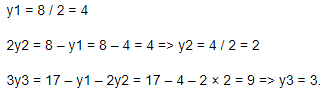 y1 = 8 / 2 = 4
2y2 = 8 – y1 = 8 – 4 = 4 => y2 = 4 / 2 = 2
3y3 = 17 – y1 – 2y2 = 17 – 4 – 2 × 2 = 9 => y3 = 3.